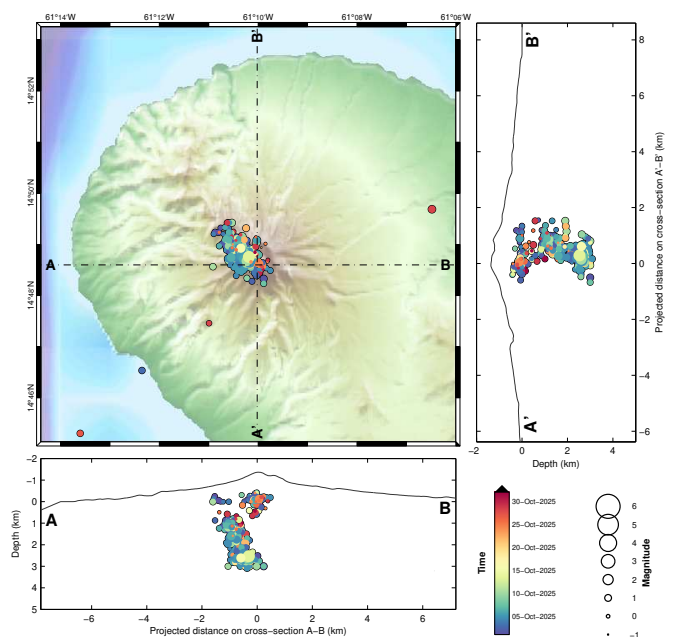 61°14'W 61°12'W 61°10'W 61°08'W 61°06'W
14°52'N
14°50'N
14°48'N
14°46'N
A
B
B'
A'
B'
A'
8
6
4
2
0
−2
−4
−6
Projected distance on cross−section A'−B' (km)
−2 0 2 4
Depth (km)
−2
−1
0
1
2
3
4
5
Depth (km)
A
B
−6 −4 −2 0 2 4 6
Projected distance on cross−section A−B (km)
Time
30−Oct−2025
25−Oct−2025
20−Oct−2025
15−Oct−2025
10−Oct−2025
05−Oct−2025
6
5
4
3
2
1
0
−1
Magnitude